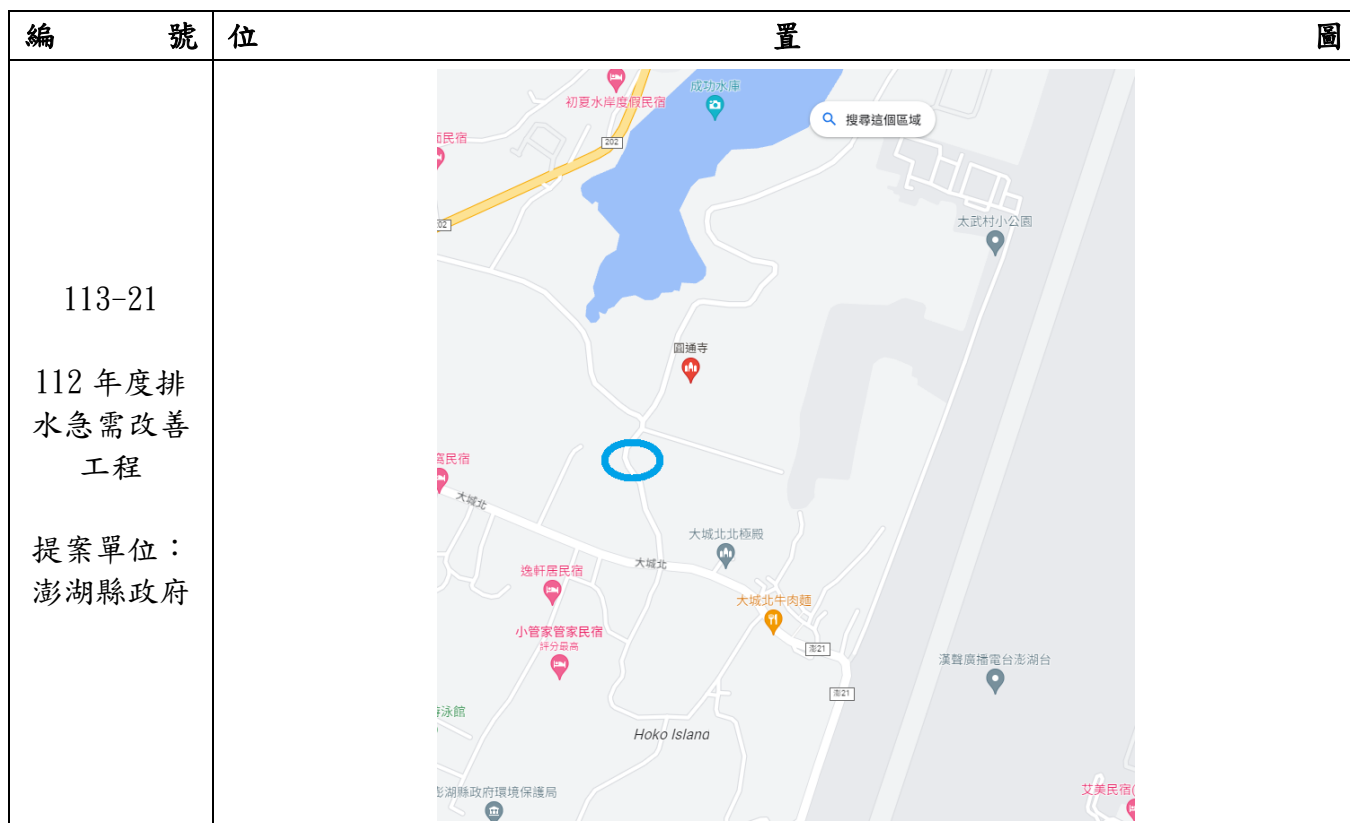 編號
位置圖
113-21
112年度排
水急需改善
工程
提案單位：
澎湖縣政府
成功水庫
初夏水岸度假民宿
搜尋這個區域
民宿
202
太武村小公園
02
圓通寺
民宿
大城北
大城北北極殿
大城北
逸軒居民宿
大城北牛肉麵
小管家管家民宿
評分最高
澎21
漢聲廣播電台澎湖台
澎21
泳館
Hoko Island
澎湖縣政府環境保護局
艾美民宿(